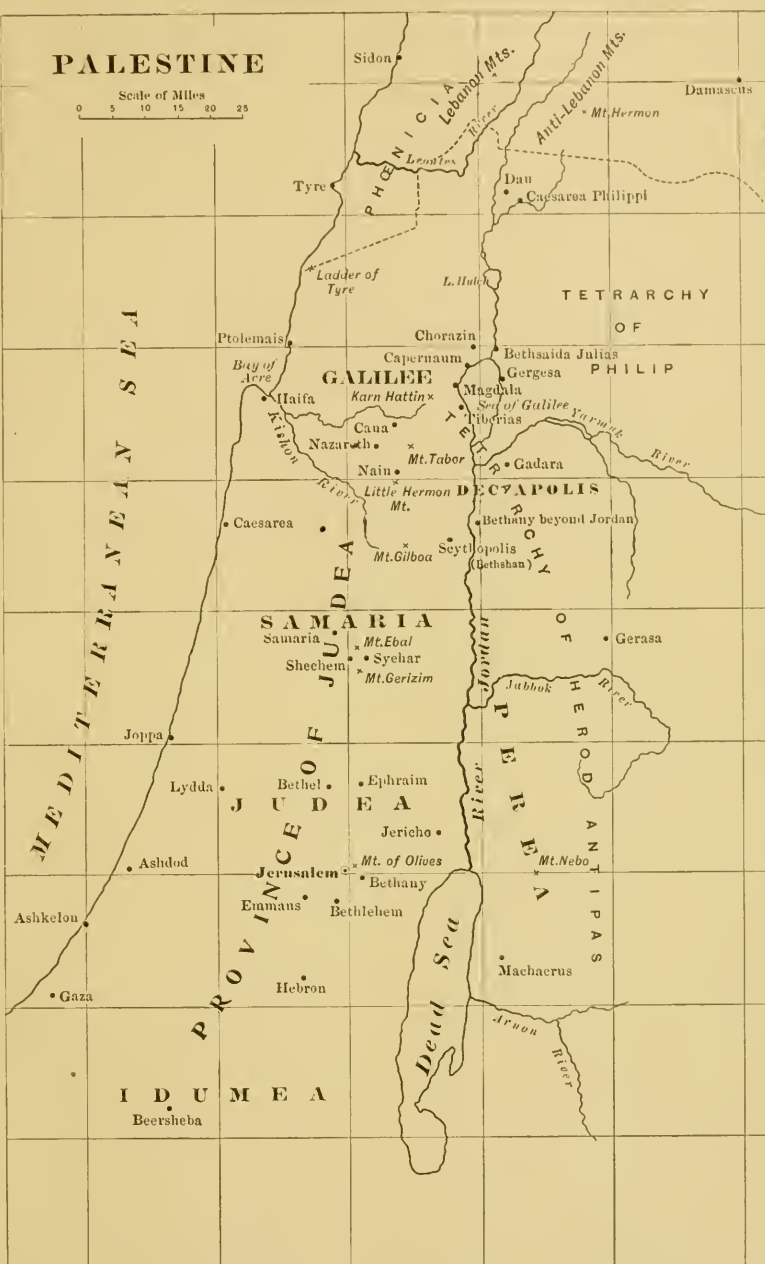 PALESTINE
Scale of Miles
0 5 10 15 20 25
Sidon
Lebanon Mts.
Anti-Lebanon Mts.
Damascus
Mt. Hermon
PHŒNICIA
Leontes River
Tyre
Dan
Caesarea Philippi
Ladder of
Tyre
L. Huleh
TETRARCHY
OF
PHILIP
Ptolemais
Chorazin
Bethsaida Julias
Capernaum
Gergesa
Bay of
Acre
GALILEE
Magdala
Haifa
Karn Hattin
Sea of Galilee
Tiberias
Yarmuk River
Kishon River
Cana
Nazareth
Mt. Tabor
Nain
Gadara
Little Hermon
Mt.
DECAPOLIS
MEDITERRANEAN SEA
Caesarea
Bethany beyond Jordan
Mt. Gilboa
Scythopolis
(Bethshan)
TETRARCHY OF HEROD ANTIPAS
PROVINCE OF JUDEA
SAMARIA
Samaria
Mt. Ebal
Gerasa
Shechem
Sychar
Mt. Gerizim
River Jordan
Jabbok River
PEREA
Joppa
Lydda
Bethel
Ephraim
JUDEA
Jericho
Jerusalem
Mt. of Olives
Mt. Nebo
Ashdod
Bethany
Emmans
Bethlehem
Ashkelon
Dead Sea
Machaerus
Hebron
Gaza
Arnon River
IDUMEA
Beersheba